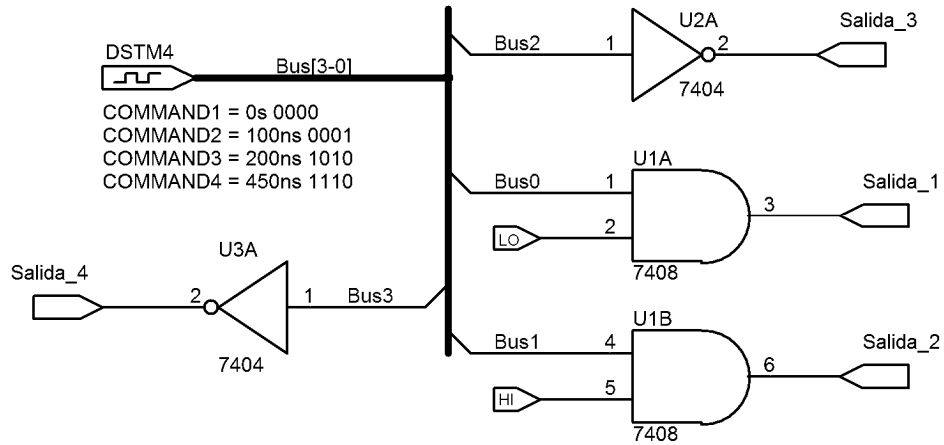 DSTM4
Bus[3-0]
COMMAND1 = 0s 0000
COMMAND2 = 100ns 0001
COMMAND3 = 200ns 1010
COMMAND4 = 450ns 1110
Bus2
1
U2A
2
7404
Salida_3
Bus0
1
LO
2
U1A
3
7408
Salida_1
Salida_4
2
U3A
1
7404
Bus3
Bus1
4
HI
5
U1B
6
7408
Salida_2